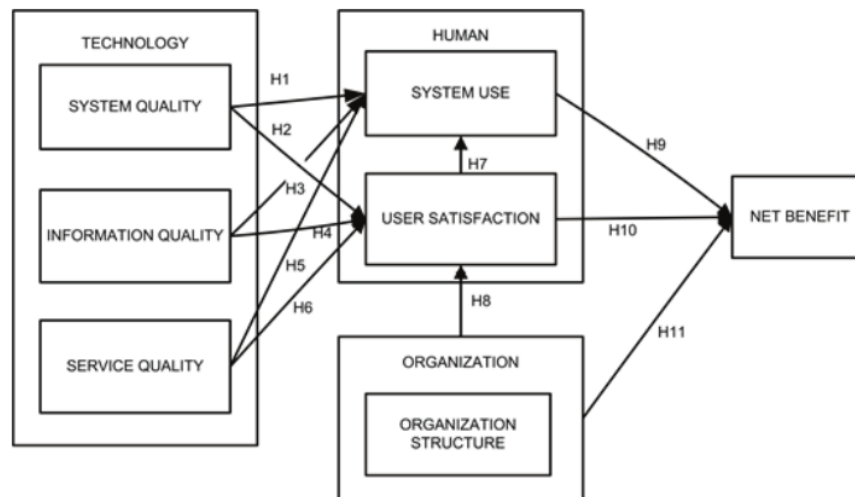 TECHNOLOGY
SYSTEM QUALITY
INFORMATION QUALITY
SERVICE QUALITY
H1
H2
H3
H4
H5
H6
HUMAN
SYSTEM USE
H7
USER SATISFACTION
H8
ORGANIZATION
ORGANIZATION
STRUCTURE
H9
H10
H11
NET BENEFIT